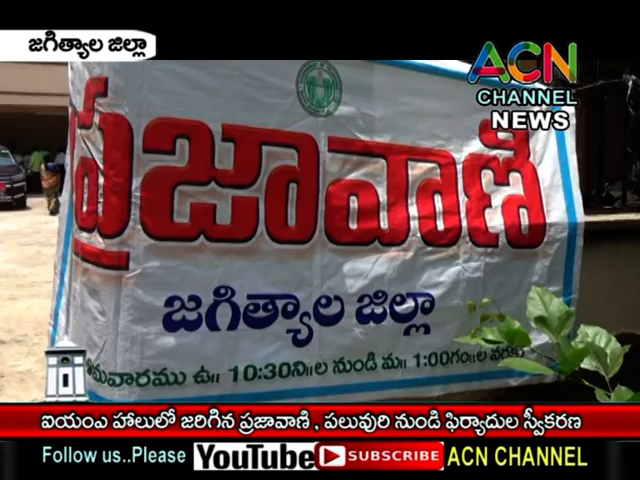 జగిత్యాల జిల్లా
ACN
CHANNEL
NEWS
ప్రజావాణి
జగిత్యాల జిల్లా
ఉ॥ 10:30ని॥ల నుండి మ॥ 1:00గం॥ల వరకు
ఐయంఎ హాలులో జరిగిన ప్రజావాణి , పలువురి నుండి ఫిర్యాదుల స్వీకరణ
Follow us..Please YouTube SUBSCRIBE ACN CHANNEL